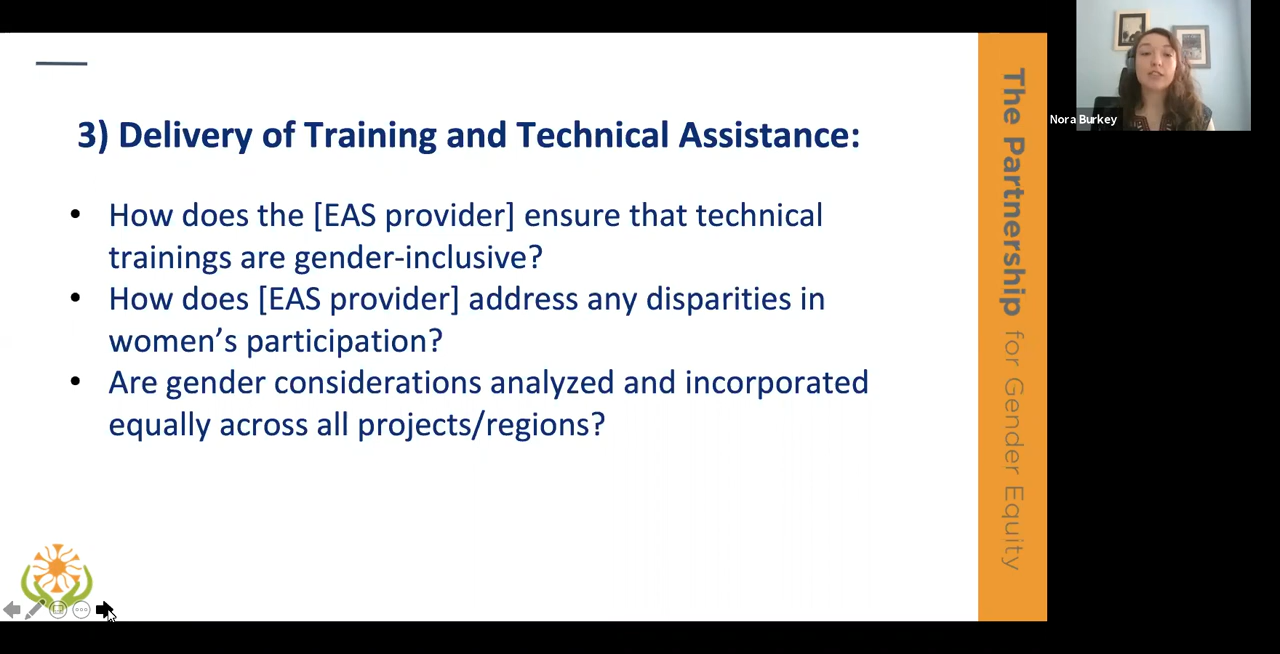 3) Delivery of Training and Technical Assistance:
• How does the [EAS provider] ensure that technical
trainings are gender-inclusive?
• How does [EAS provider] address any disparities in
women’s participation?
• Are gender considerations analyzed and incorporated
equally across all projects/regions?
The Partnership for Gender Equity
Nora Burkey